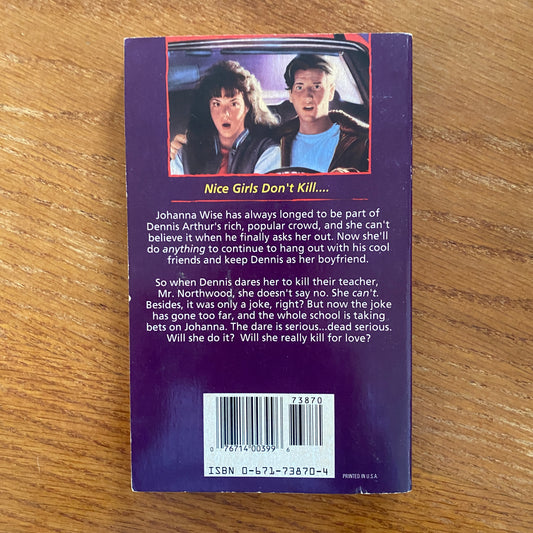 Nice Girls Don't Kill....
Johanna Wise has always longed to be part of
Dennis Arthur's rich, popular crowd, and she can't
believe it when he finally asks her out. Now she'll
do anything to continue to hang out with his cool
friends and keep Dennis as her boyfriend.
So when Dennis dares her to kill their teacher,
Mr. Northwood, she doesn't say no. She can't.
Besides, it was only a joke, right? But now the joke
has gone too far, and the whole school is taking
bets on Johanna. The dare is serious...dead serious.
Will she do it?  Will she really kill for love?
73870
0 76714 00399 6
ISBN 0-671-73870-4
PRINTED IN U.S.A.